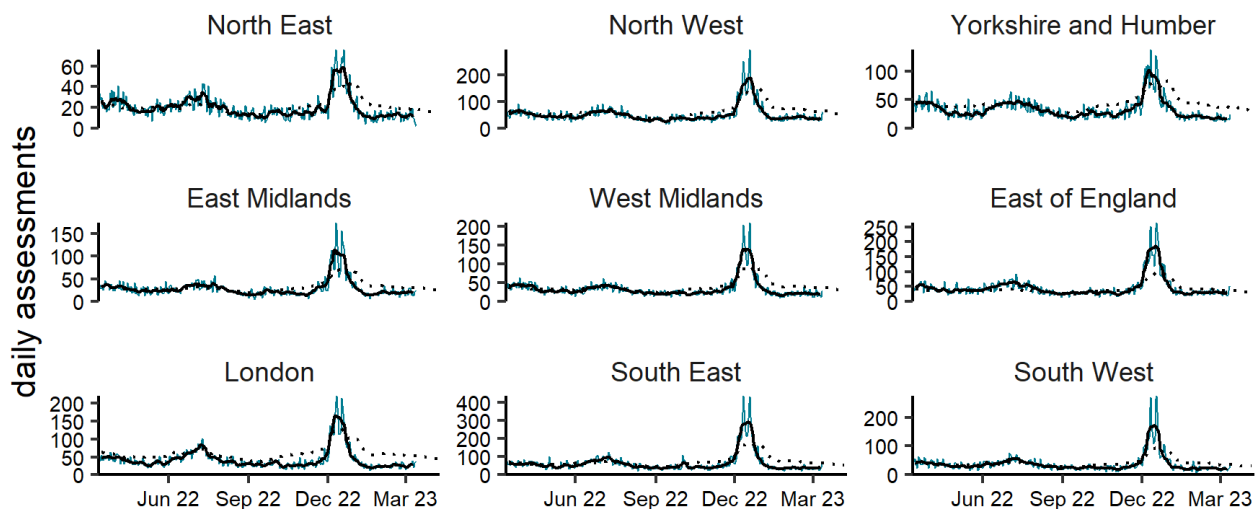 North East
North West
Yorkshire and Humber
60
40
20
0
200
100
0
100
50
0
daily assessments
East Midlands
West Midlands
East of England
150
100
50
0
200
150
100
50
0
250
200
150
100
50
0
London
South East
South West
200
150
100
50
0
400
300
200
100
0
200
100
0
Jun 22 Sep 22 Dec 22 Mar 23
Jun 22 Sep 22 Dec 22 Mar 23
Jun 22 Sep 22 Dec 22 Mar 23